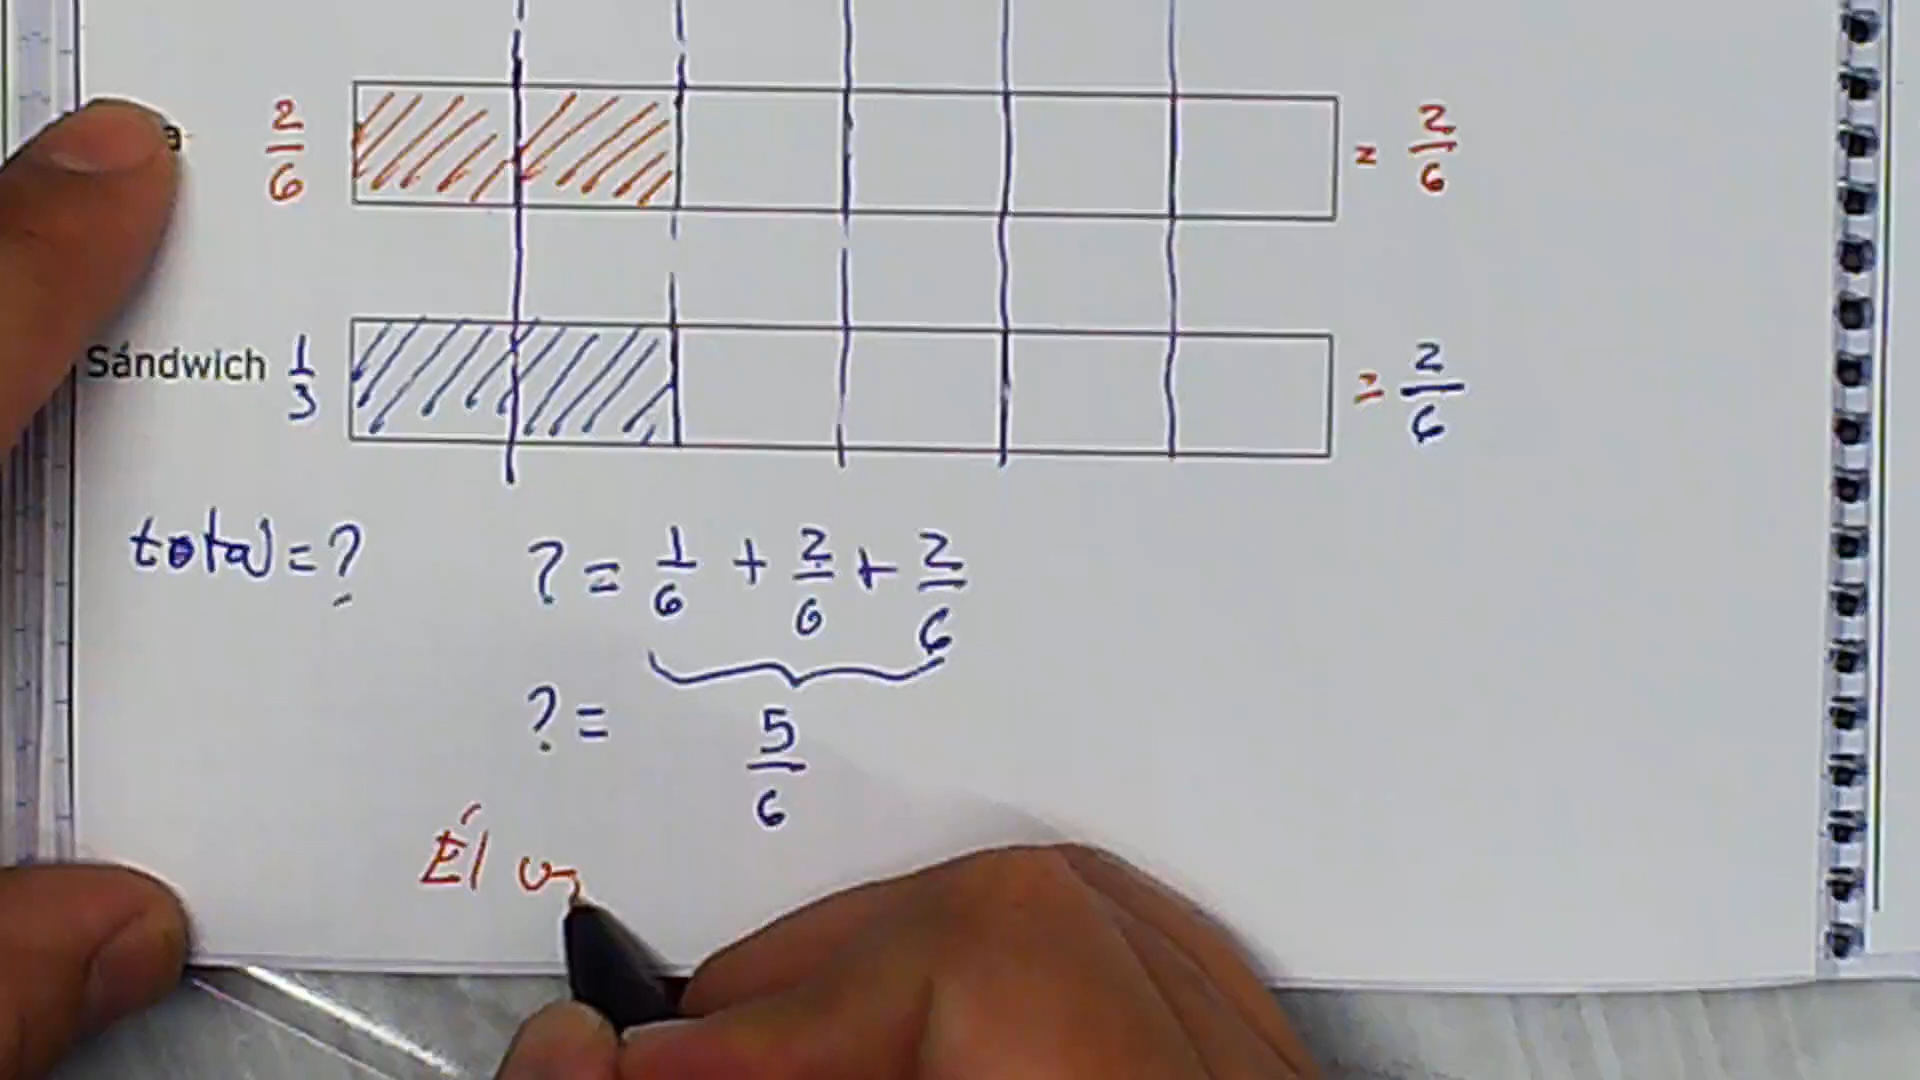 a 2/6 = 2/6
Sándwich 1/3 = 2/6
total = ? ? = 1/6 + 2/6 + 2/6
? = 5/6
Él